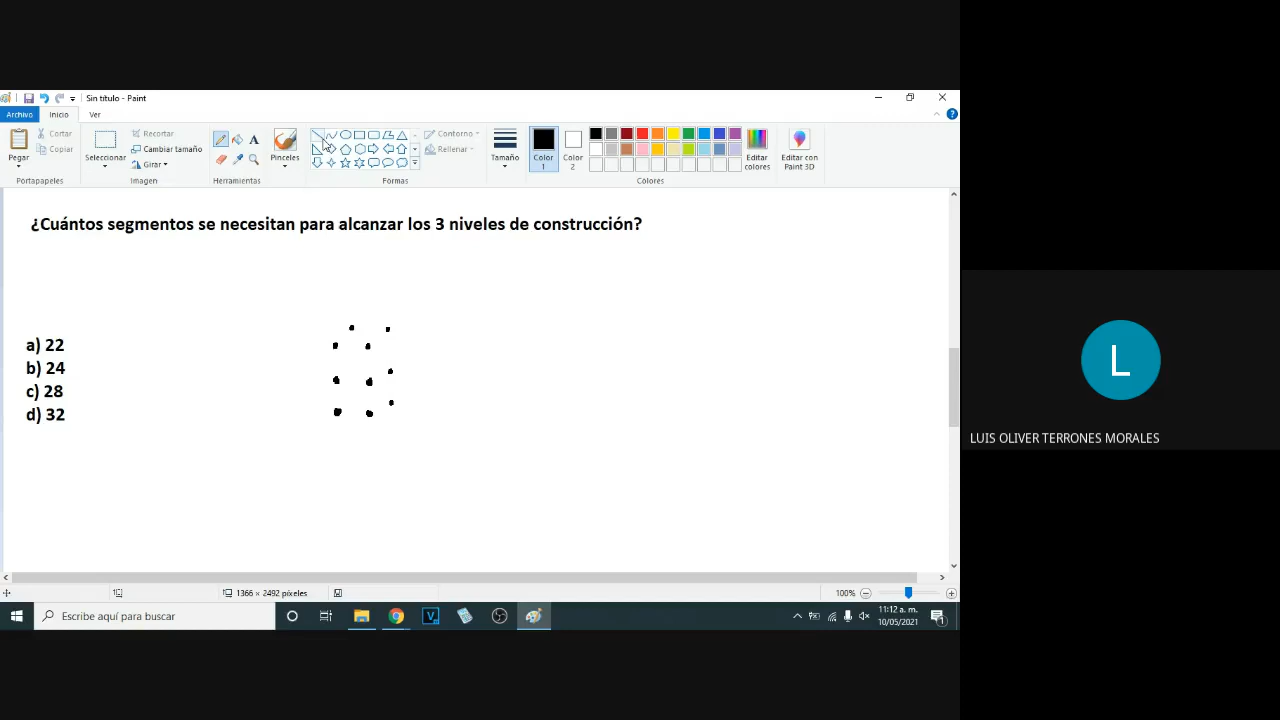 Sin título - Paint
Archivo Inicio Ver
Pegar
Cortar
Copiar
Portapapeles
Seleccionar
Recortar
Cambiar tamaño
Girar
Imagen
A
Herramientas
Pinceles
Contorno
Rellenar
Formas
Tamaño
Color 1
Color 2
Colores
Editar colores
Editar con Paint 3D
¿Cuántos segmentos se necesitan para alcanzar los 3 niveles de construcción?
a) 22
b) 24
c) 28
d) 32
L
LUIS OLIVER TERRONES MORALES
1366 × 2492 píxeles
100%
Escribe aquí para buscar
V
11:12 a. m.
10/05/2021
1